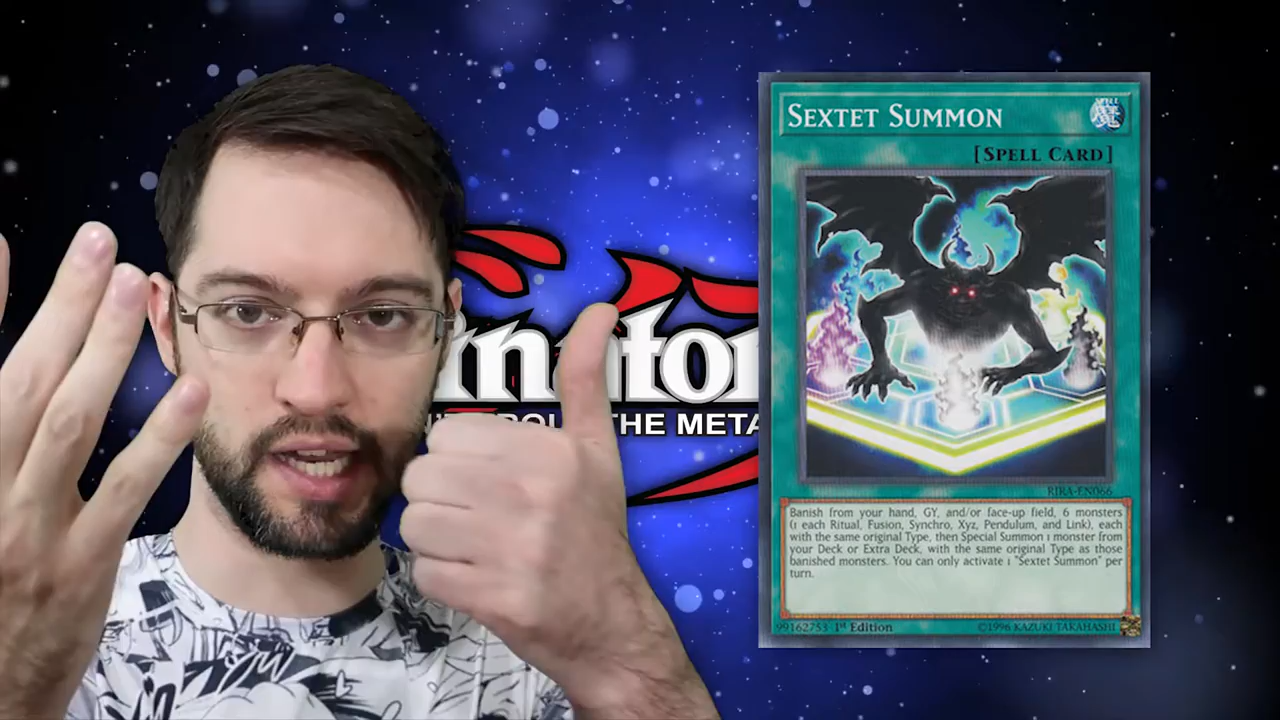 SEXTET SUMMON
[SPELL CARD]
THE META
RIRA-EN066
Banish from your hand, GY, and/or face-up field, 6 monsters
(1 each Ritual, Fusion, Synchro, Xyz, Pendulum, and Link), each
with the same original Type, then Special Summon 1 monster from
your Deck or Extra Deck, with the same original Type as those
banished monsters. You can only activate 1 "Sextet Summon" per
turn.
99162753 1st Edition ©1996 KAZUKI TAKAHASHI